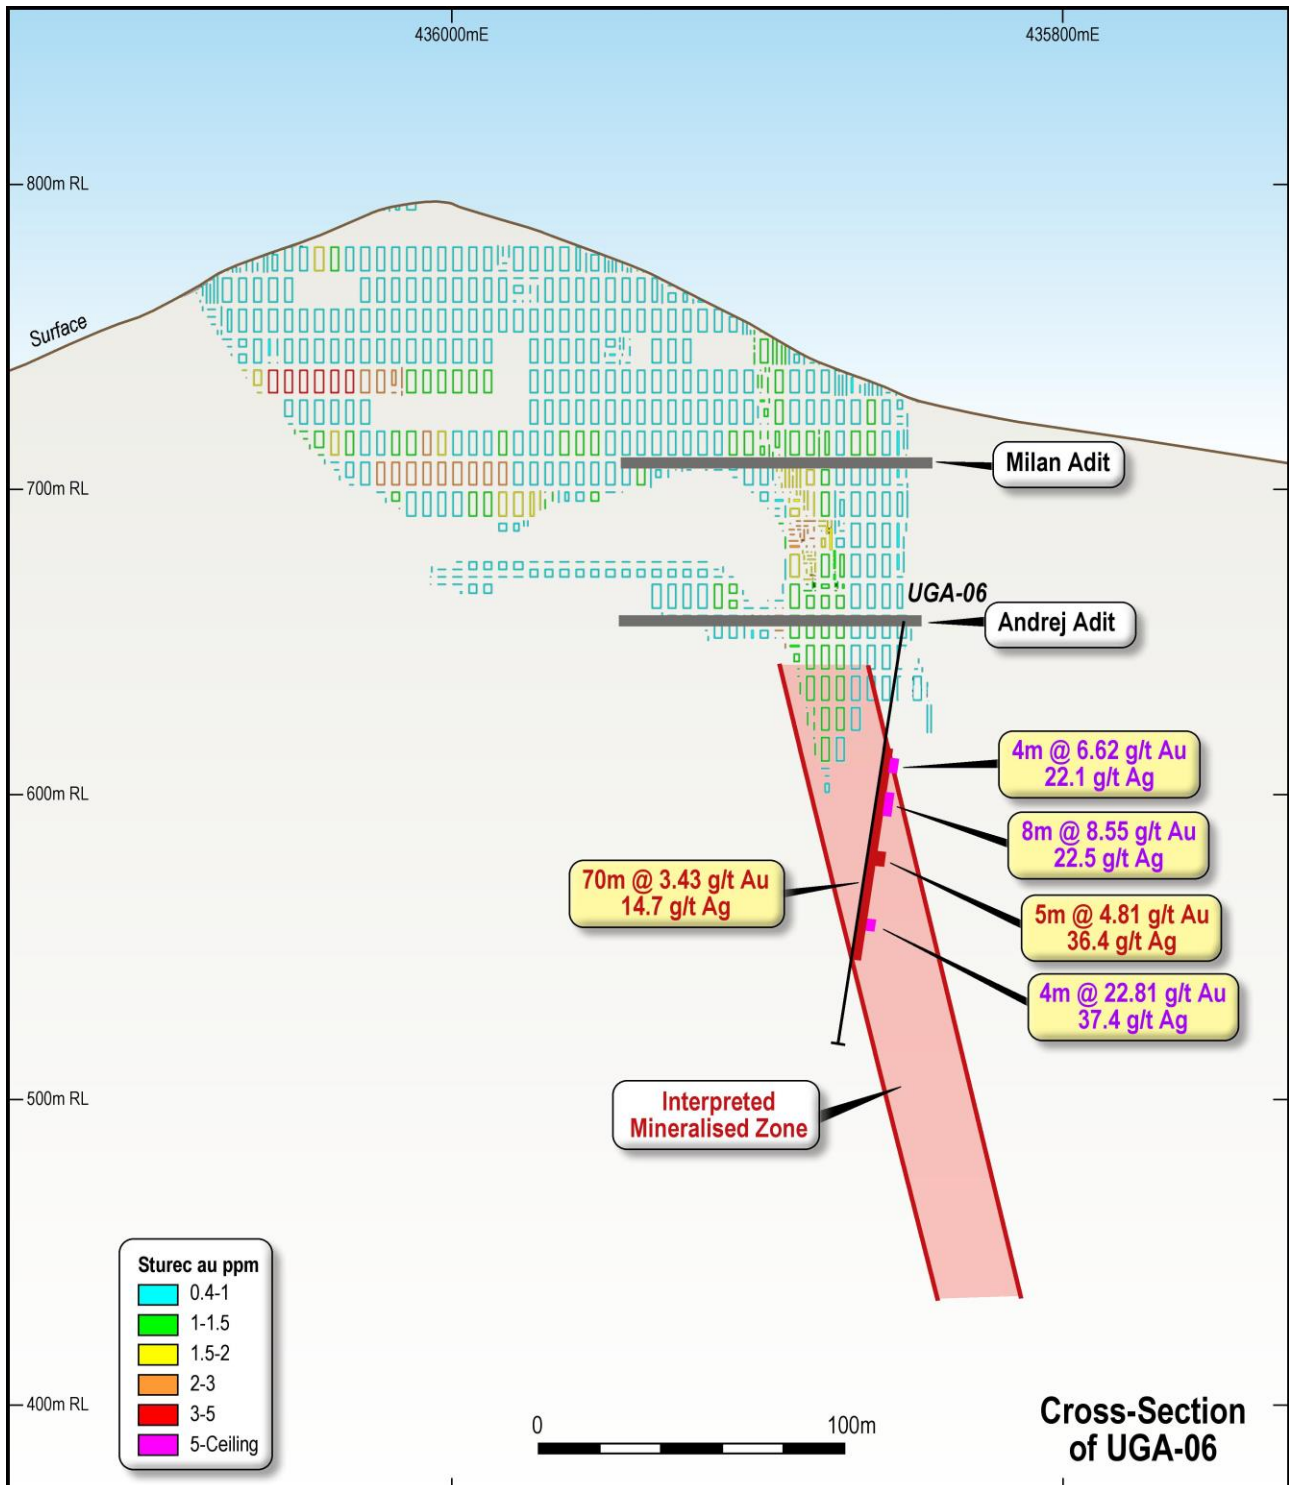 436000mE
435800mE
800m RL
Surface
Milan Adit
700m RL
UGA-06
Andrej Adit
4m @ 6.62 g/t Au
22.1 g/t Ag
600m RL
8m @ 8.55 g/t Au
22.5 g/t Ag
70m @ 3.43 g/t Au
14.7 g/t Ag
5m @ 4.81 g/t Au
36.4 g/t Ag
4m @ 22.81 g/t Au
37.4 g/t Ag
500m RL
Interpreted
Mineralised Zone
Sturec au ppm
0.4-1
1-1.5
1.5-2
2-3
3-5
5-Ceiling
400m RL
0
100m
Cross-Section
of UGA-06